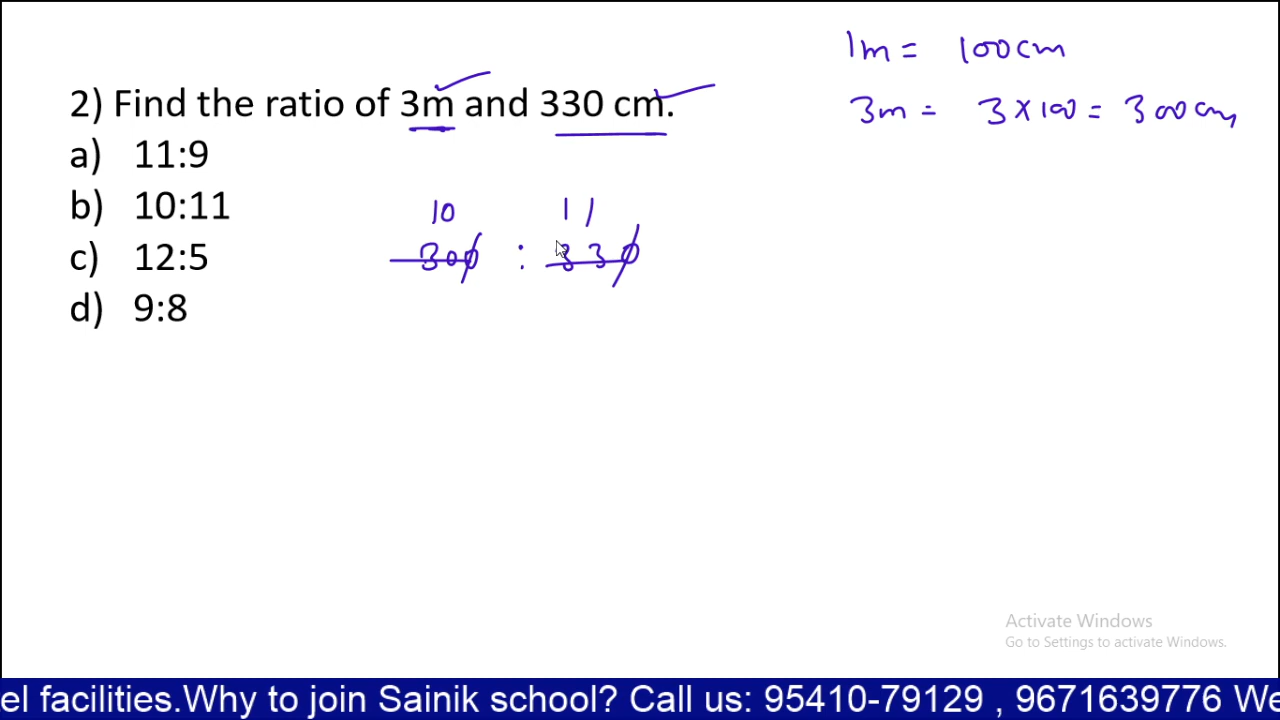 1m = 100cm
2) Find the ratio of 3m and 330 cm.
3m = 3 × 100 = 300cm
a) 11:9
b) 10:11
10 11
c) 12:5
300 : 330
d) 9:8
Activate Windows
Go to Settings to activate Windows.
el facilities.Why to join Sainik school? Call us: 95410-79129 , 9671639776 We